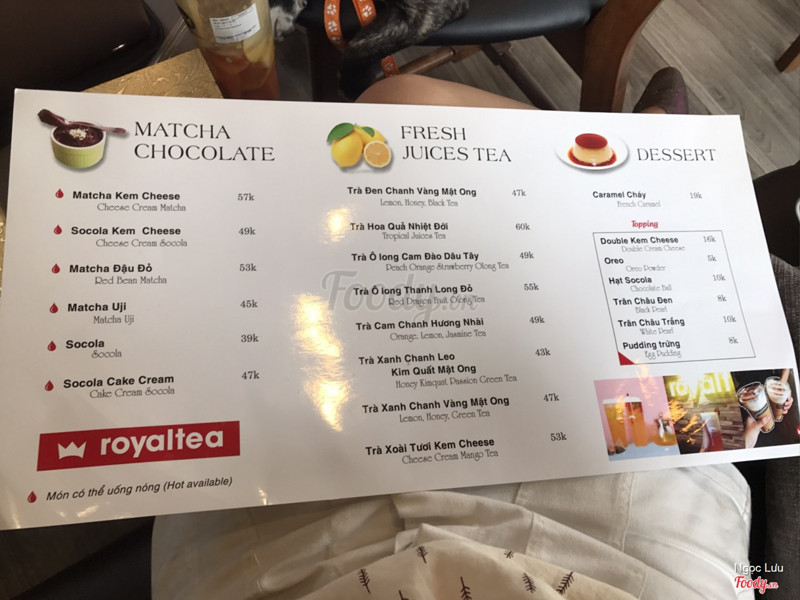 MATCHA
CHOCOLATE
Matcha Kem Cheese 57k
Cheese Cream Matcha
Socola Kem Cheese 49k
Cheese Cream Socola
Matcha Đậu Đỏ 53k
Red Bean Matcha
Matcha Uji 45k
Matcha Uji
Socola 39k
Socola
Socola Cake Cream 47k
Cake Cream Socola
royaltea
Món có thể uống nóng (Hot available)
FRESH
JUICES TEA
Trà Đen Chanh Vàng Mật Ong 47k
Lemon, Honey, Black Tea
Trà Hoa Quả Nhiệt Đới 60k
Tropical Juices Tea
Trà Ô long Cam Đào Dâu Tây 49k
Peach Orange Strawberry Olong Tea
Trà Ô long Thanh Long Đỏ 55k
Red Dragon Fruit Olong Tea
Trà Cam Chanh Hương Nhài 49k
Orange, Lemon, Jasmine Tea
Trà Xanh Chanh Leo 43k
Kim Quất Mật Ong
Honey Kimquat Passion Green Tea
Trà Xanh Chanh Vàng Mật Ong 47k
Lemon, Honey, Green Tea
Trà Xoài Tươi Kem Cheese 53k
Cheese Cream Mango Tea
DESSERT
Caramel Cháy 19k
French Caramel
Topping
Double Kem Cheese 16k
Double Cream Cheese
Oreo 5k
Oreo Powder
Hạt Socola 10k
Chocolate Ball
Trân Châu Đen 8k
Black Pearl
Trân Châu Trắng 10k
White Pearl
Pudding trứng 8k
Egg Pudding
Foody.vn
Ngọc Lưu
Foody.vn